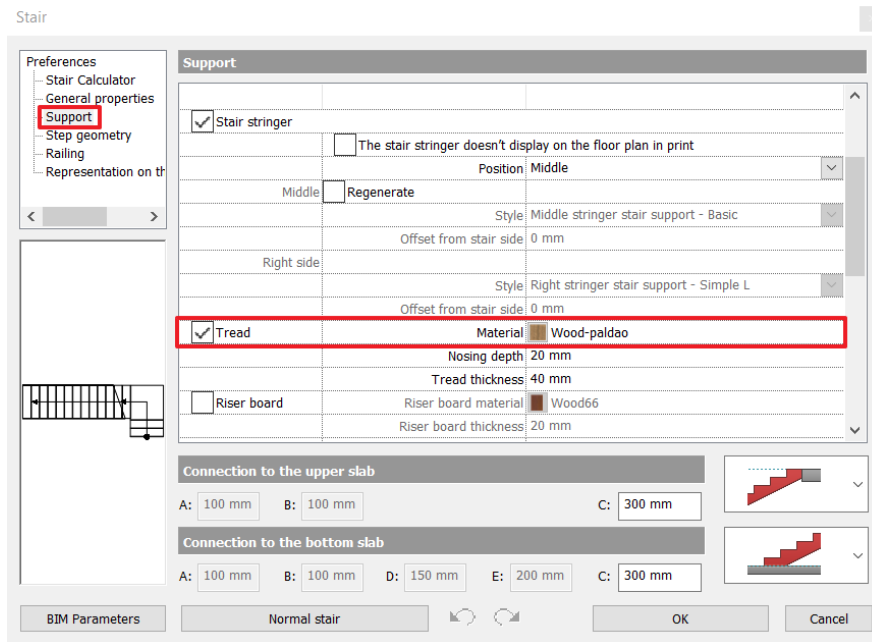 Stair
Preferences
Stair Calculator
General properties
Support
Step geometry
Railing
Representation on th
Support
Stair stringer
The stair stringer doesn't display on the floor plan in print
Position Middle
Middle Regenerate
Style Middle stringer stair support - Basic
Offset from stair side 0 mm
Right side
Style Right stringer stair support - Simple L
Offset from stair side 0 mm
Tread Material Wood-paldao
Nosing depth 20 mm
Tread thickness 40 mm
Riser board Riser board material Wood66
Riser board thickness 20 mm
Connection to the upper slab
A: 100 mm B: 100 mm C: 300 mm
Connection to the bottom slab
A: 100 mm B: 100 mm D: 150 mm E: 200 mm C: 300 mm
BIM Parameters Normal stair OK Cancel